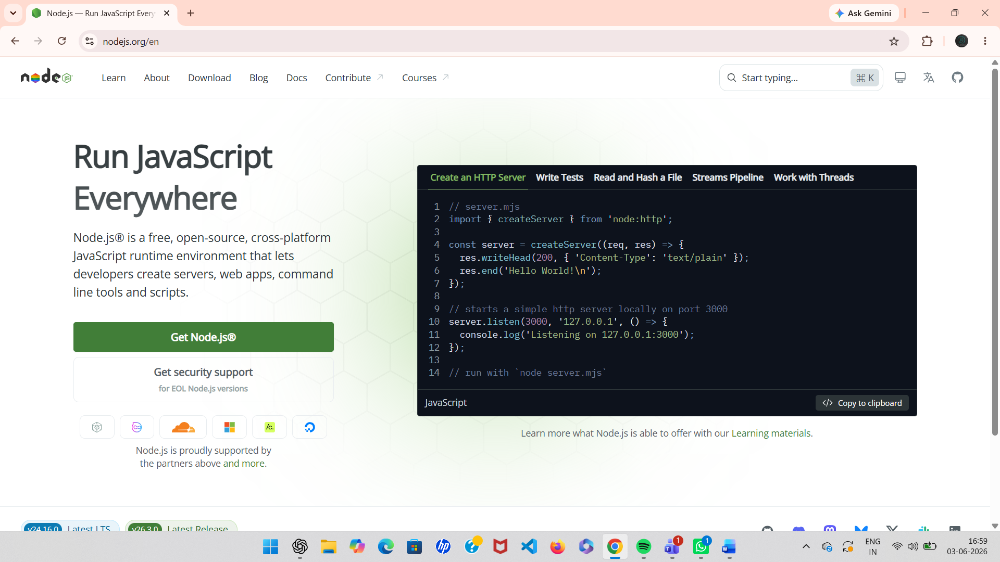 Node.js — Run JavaScript Every
Ask Gemini
nodejs.org/en
node JS
Learn
About
Download
Blog
Docs
Contribute
Courses
Start typing...
⌘ K
Run JavaScript
Everywhere
Node.js® is a free, open-source, cross-platform
JavaScript runtime environment that lets
developers create servers, web apps, command
line tools and scripts.
Get Node.js®
Get security support
for EOL Node.js versions
/c.
Node.js is proudly supported by
the partners above and more.
Create an HTTP Server
Write Tests
Read and Hash a File
Streams Pipeline
Work with Threads
1 // server.mjs
2 import { createServer } from 'node:http';
3
4 const server = createServer((req, res) => {
5 res.writeHead(200, { 'Content-Type': 'text/plain' });
6 res.end('Hello World!\n');
7 });
8
9 // starts a simple http server locally on port 3000
10 server.listen(3000, '127.0.0.1', () => {
11 console.log('Listening on 127.0.0.1:3000');
12 });
13
14 // run with `node server.mjs`
JavaScript
</> Copy to clipboard
Learn more what Node.js is able to offer with our Learning materials.
v24.16.0 Latest LTS
v26.3.0 Latest Release
hp
1
1
W
ENG
IN
16:59
03-06-2026